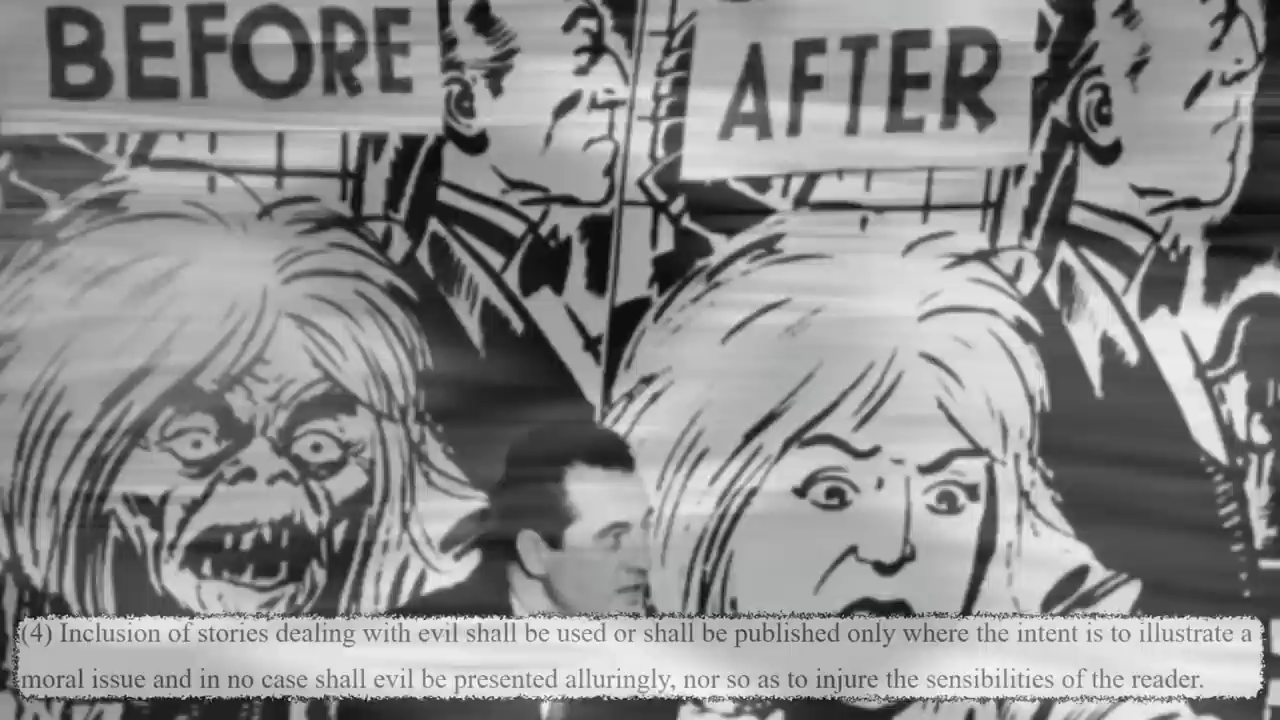 BEFORE
AFTER
(4) Inclusion of stories dealing with evil shall be used or shall be published only where the intent is to illustrate a
moral issue and in no case shall evil be presented alluringly, nor so as to injure the sensibilities of the reader.